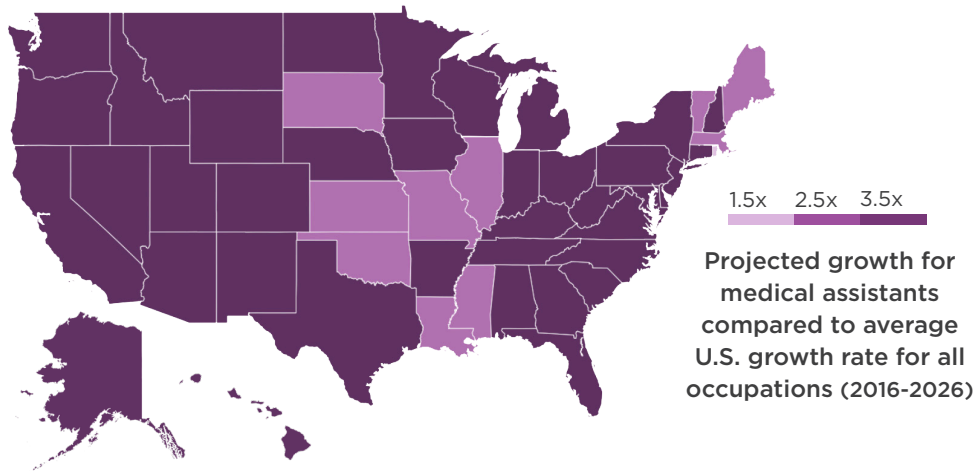 1.5x 2.5x 3.5x
Projected growth for
medical assistants
compared to average
U.S. growth rate for all
occupations (2016-2026)